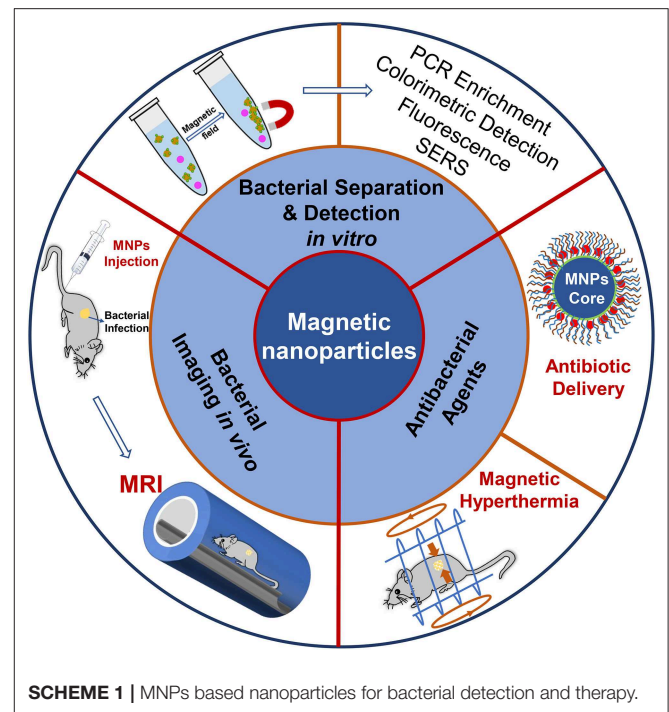 PCR Enrichment
Colorimetric Detection
Fluorescence
SERS
Magnetic
field
Bacterial Separation
& Detection
in vitro
MNPs
Injection
Bacterial
Infection
MNPs
Core
Magnetic
nanoparticles
Bacterial
Imaging in vivo
Antibacterial
Agents
Antibiotic
Delivery
MRI
Magnetic
Hyperthermia
SCHEME 1 | MNPs based nanoparticles for bacterial detection and therapy.